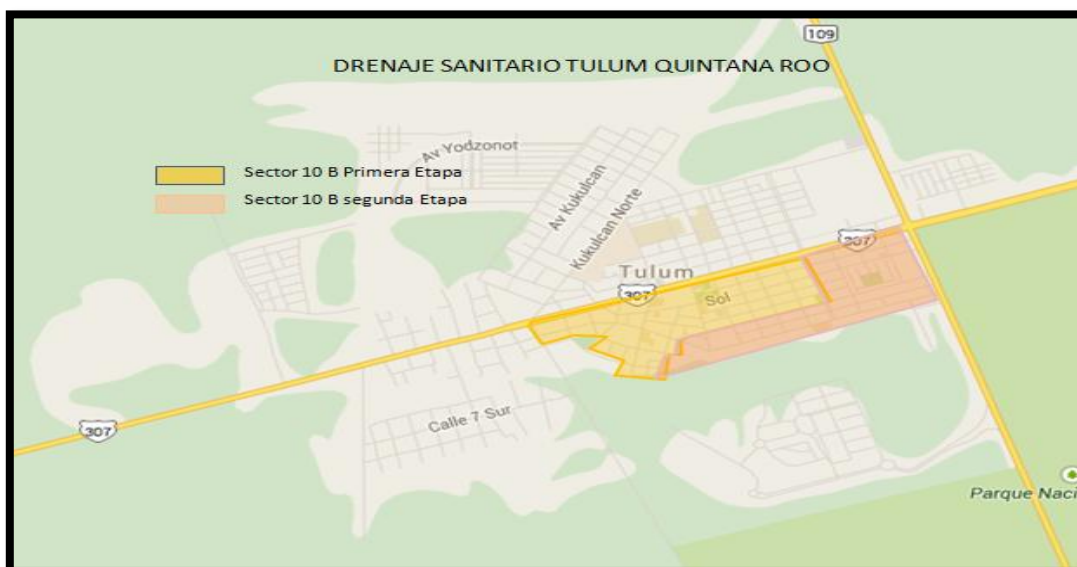 109
DRENAJE SANITARIO TULUM QUINTANA ROO
Av Yodzonot
Sector 10 B Primera Etapa
Sector 10 B segunda Etapa
Av Kukulcan
Kukulcan Norte
307
Tulum
307
Sol
Calle 7 Sur
307
Parque Naci